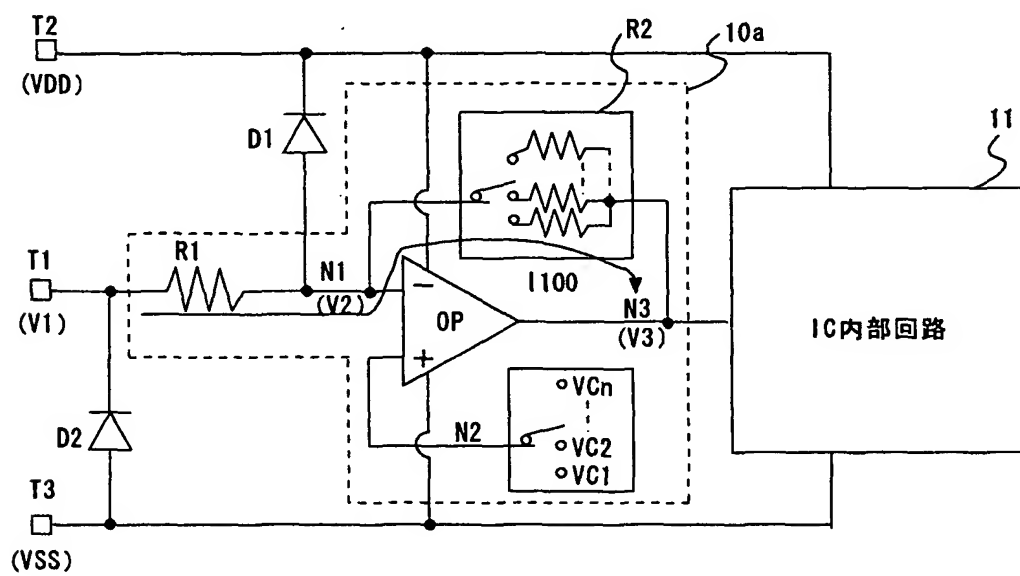 T2
(VDD)
R2
10a
D1
11
T1
(V1)
R1
N1
(V2)
I100
N3
(V3)
OP
IC内部回路
D2
N2
VCn
VC2
VC1
T3
(VSS)